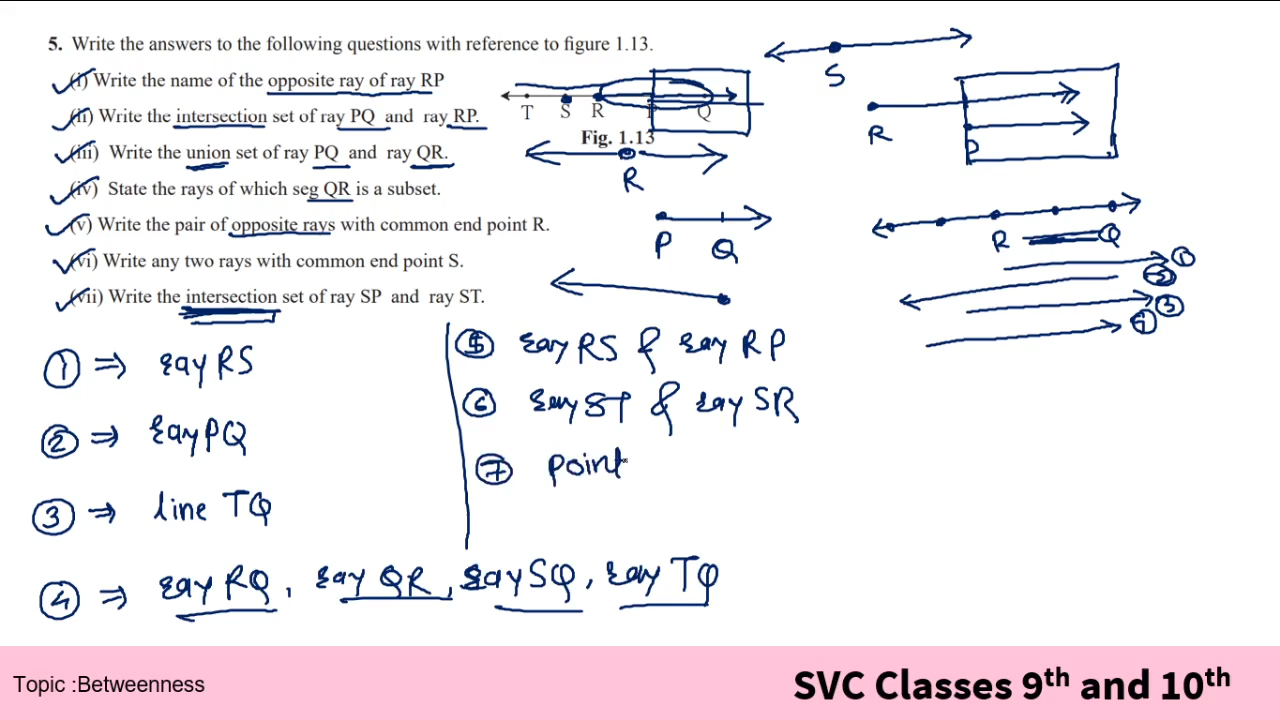 5. Write the answers to the following questions with reference to figure 1.13.
(i) Write the name of the opposite ray of ray RP
(ii) Write the intersection set of ray PQ and ray RP.
(iii) Write the union set of ray PQ and ray QR.
(iv) State the rays of which seg QR is a subset.
(v) Write the pair of opposite rays with common end point R.
(vi) Write any two rays with common end point S.
(vii) Write the intersection set of ray SP and ray ST.
T S R P Q
Fig. 1.13
R
P Q
S
R
P
R Q
1
2
3
4
1 ⇒ ray RS
2 ⇒ ray PQ
3 ⇒ line TQ
4 ⇒ ray RQ, ray QR, ray SQ, ray TQ
5 ray RS & ray RP
6 ray ST & ray SR
7 Point
Topic :Betweenness
SVC Classes 9th and 10th